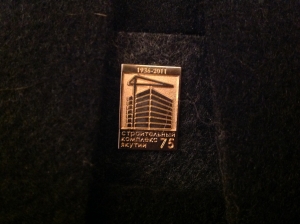 1936-2011
строительный
комплекс
якутии 75